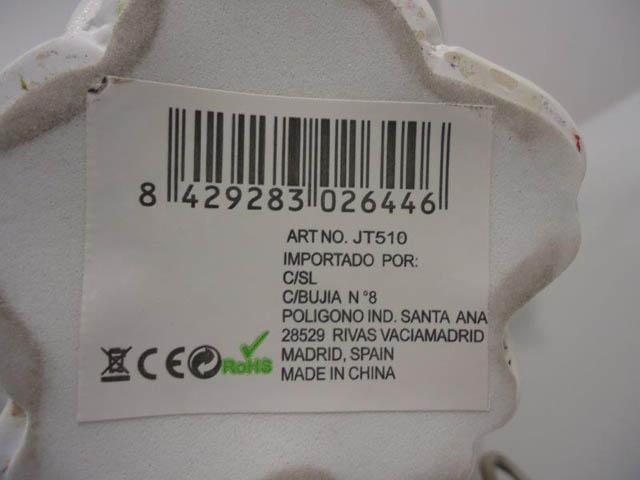 8 429283 026446
ART NO. JT510
IMPORTADO POR:
C/SL
C/BUJIA N °8
POLIGONO IND. SANTA ANA
28529 RIVAS VACIAMADRID
MADRID, SPAIN
MADE IN CHINA
CE RoHS